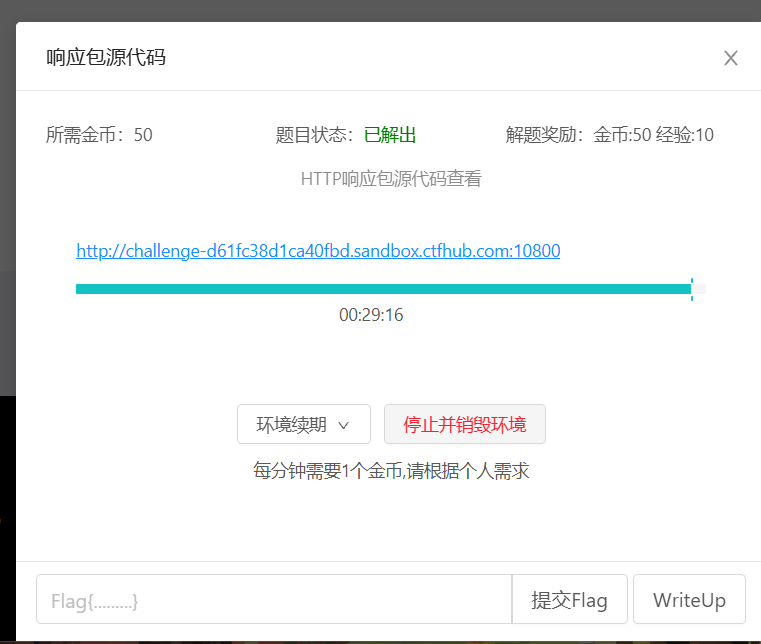 响应包源代码
所需金币：50 题目状态：已解出 解题奖励：金币:50 经验:10
HTTP响应包源代码查看
http://challenge-d61fc38d1ca40fbd.sandbox.ctfhub.com:10800
00:29:16
环境续期 停止并销毁环境
每分钟需要1个金币,请根据个人需求
Flag{.........} 提交Flag WriteUp